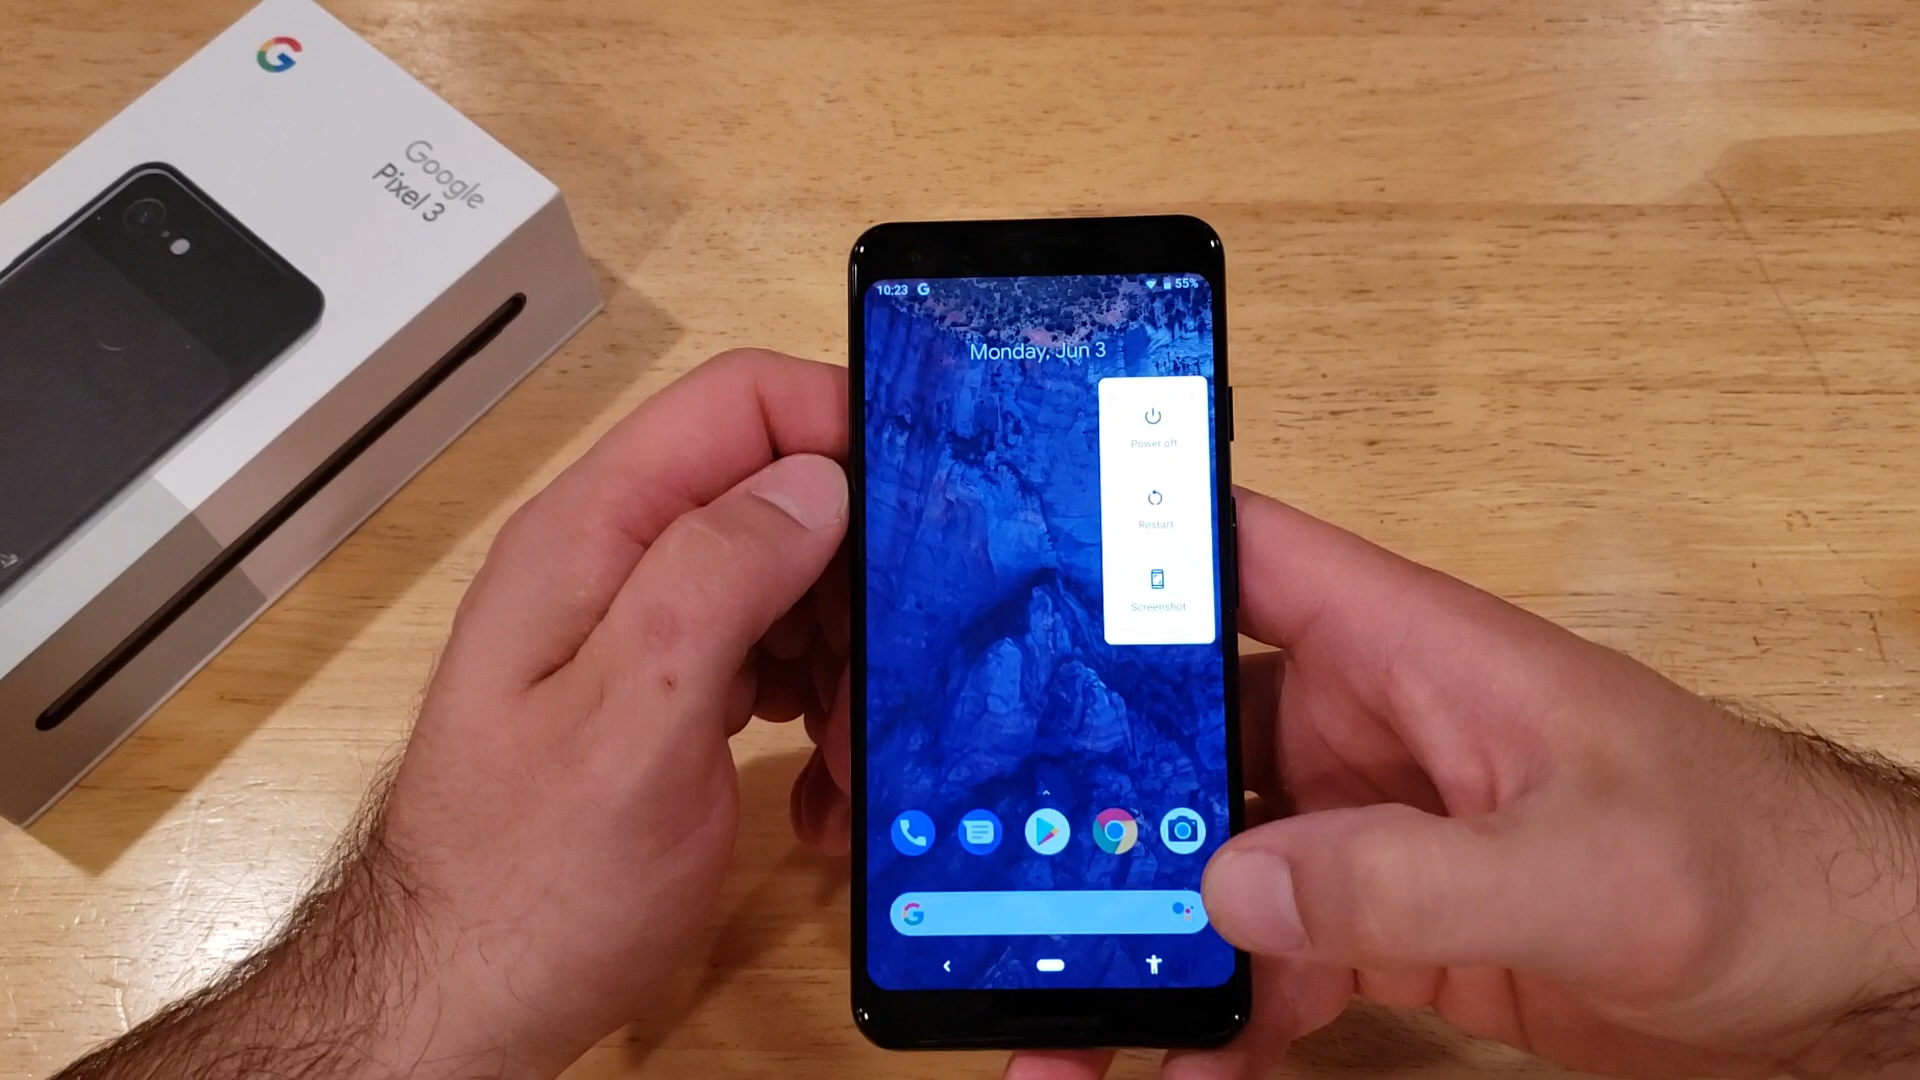 G
Google
Pixel 3
10:23 G
55%
Monday, Jun 3
Power off
Restart
Screenshot
G